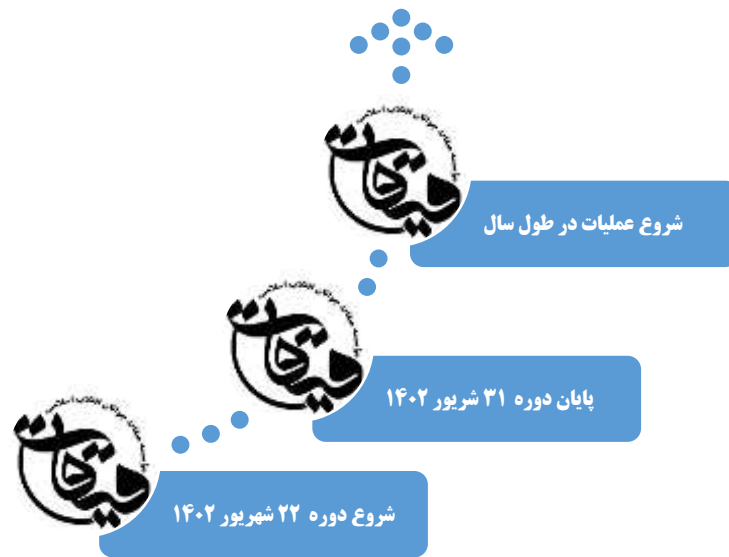 شروع عملیات در طول سال
پایان دوره ۳۱ شریور ۱۴۰۲
شروع دوره ۲۲ شهریور ۱۴۰۲